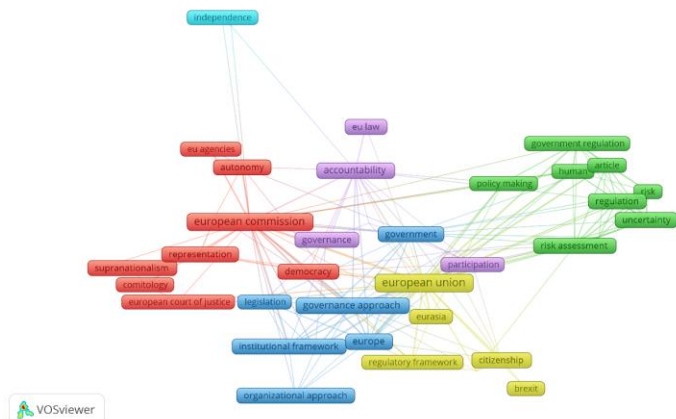 independence
eu law
eu agencies
government regulation
autonomy
accountability
human
article
policy making
risk
regulation
european commission
uncertainty
governance
government
risk assessment
representation
participation
supranationalism
democracy
european union
comitology
european court of justice
legislation
governance approach
eurasia
institutional framework
europe
regulatory framework
citizenship
brexit
organizational approach
VOSviewer